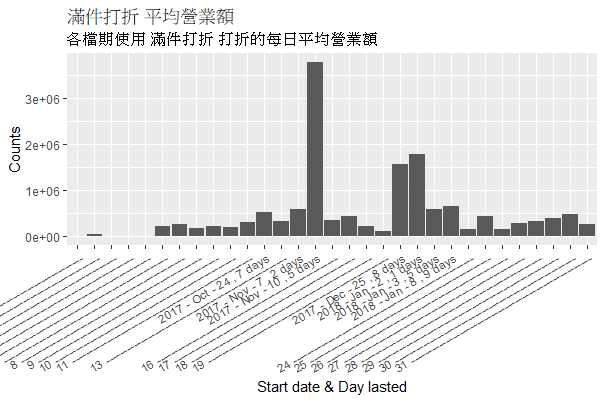 滿件打折 平均營業額
各檔期使用 滿件打折 打折的每日平均營業額
Counts
3e+06
2e+06
1e+06
0e+00
2017 - Oct - 24 , 7 days
2017 - Nov - 7 , 2 days
2017 - Nov - 10 , 3 days
2017 - Dec - 25 , 8 days
2018 - Jan - 2 , 1 days
2018 - Jan - 3 , 5 days
2018 - Jan - 8 , 9 days
8
9
10
11
13
16
17
18
19
24
25
26
27
28
29
30
31
Start date & Day lasted